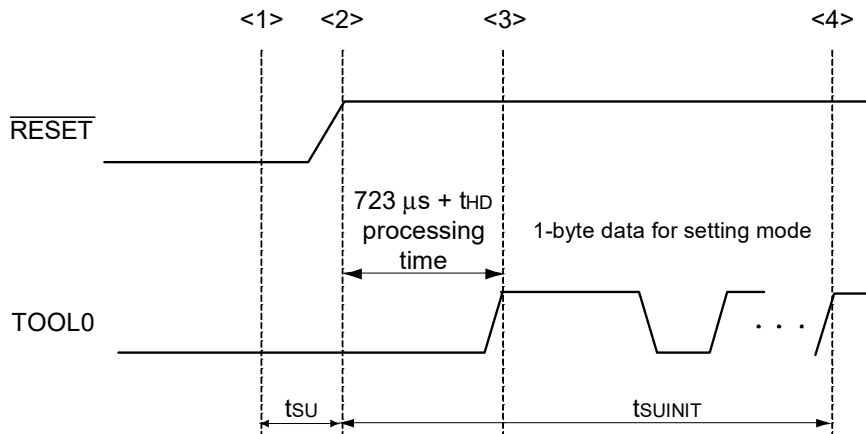 <1> <2> <3> <4>
RESET
723 μs + tHD
processing
time
1-byte data for setting mode
TOOL0
. . .
tSU
tSUINIT